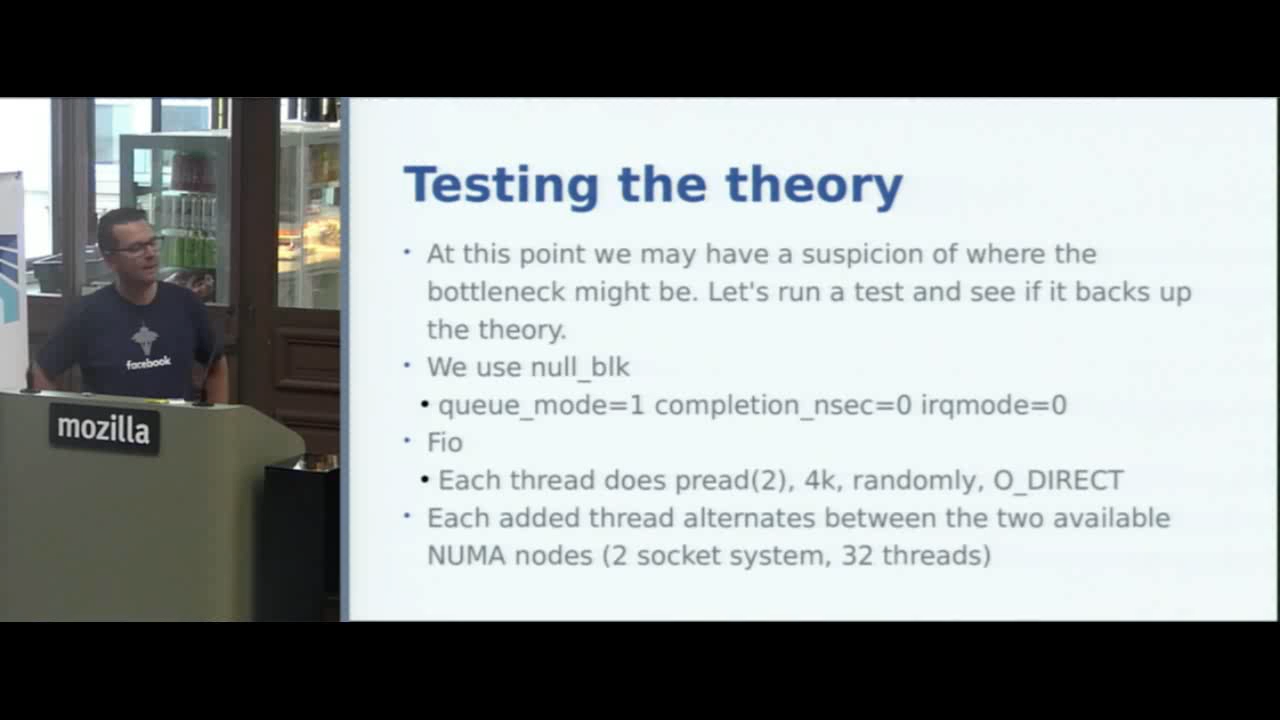 Testing the theory
• At this point we may have a suspicion of where the
bottleneck might be. Let's run a test and see if it backs up
the theory.
• We use null_blk
• queue_mode=1 completion_nsec=0 irqmode=0
• Fio
• Each thread does pread(2), 4k, randomly, O_DIRECT
• Each added thread alternates between the two available
NUMA nodes (2 socket system, 32 threads)
facebook
mozilla